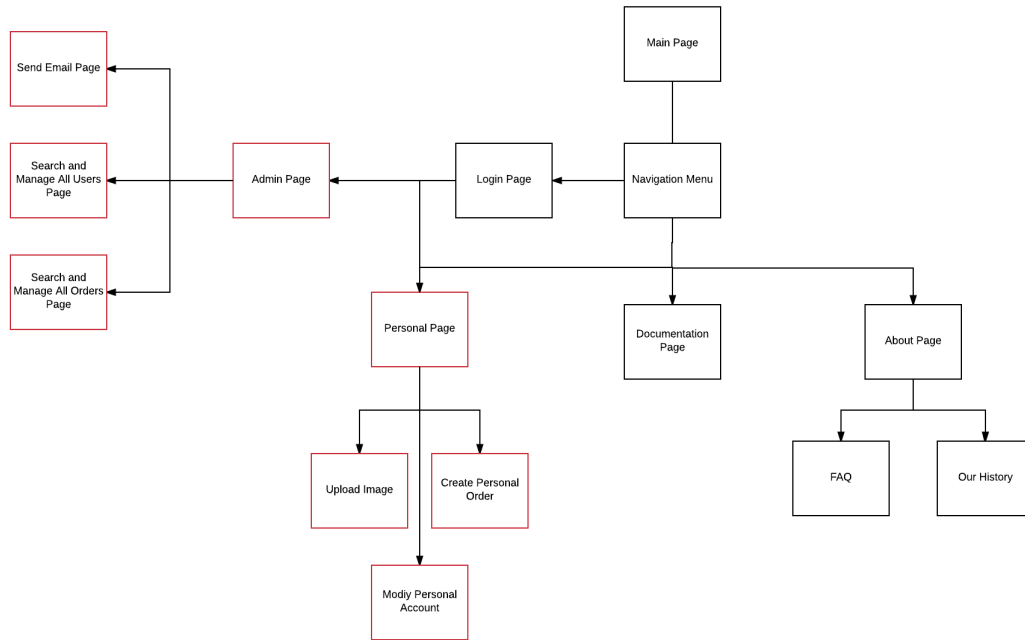 Main Page
Send Email Page
Search and
Manage All Users
Page
Admin Page
Login Page
Navigation Menu
Search and
Manage All Orders
Page
Personal Page
Documentation
Page
About Page
Upload Image
Create Personal
Order
FAQ
Our History
Modiy Personal
Account